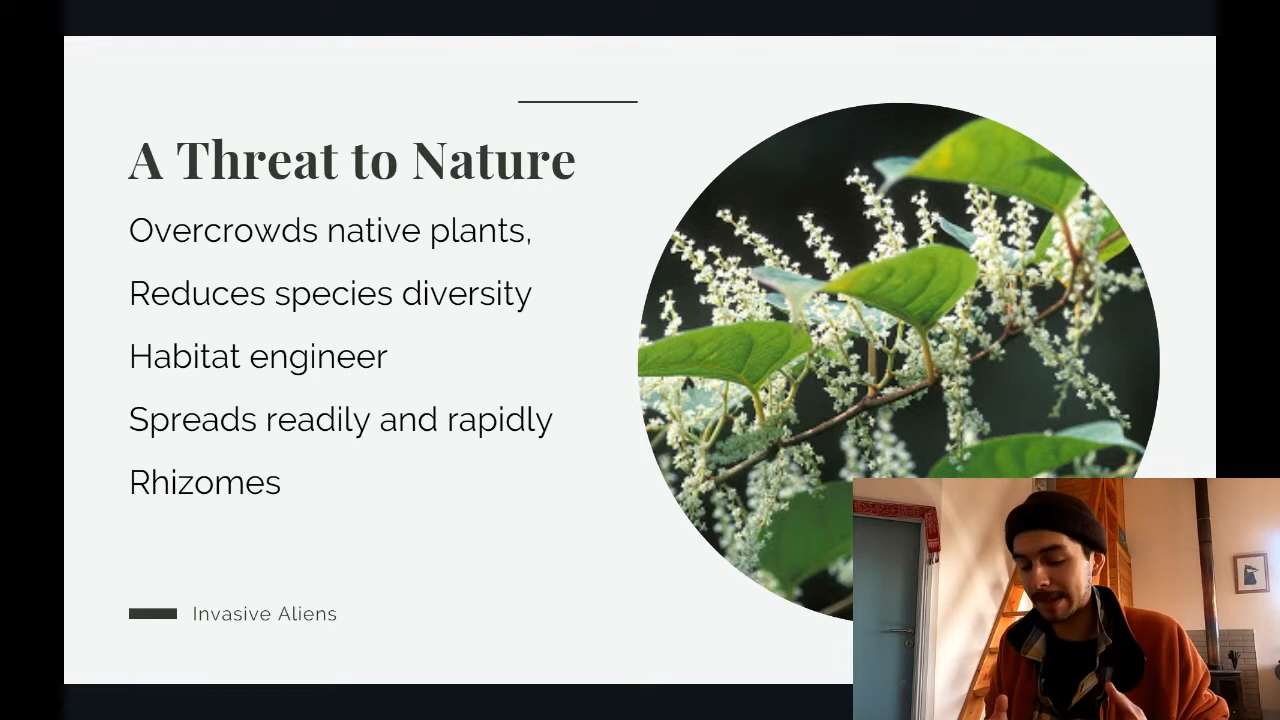 A Threat to Nature
Overcrowds native plants,
Reduces species diversity
Habitat engineer
Spreads readily and rapidly
Rhizomes
Invasive Aliens